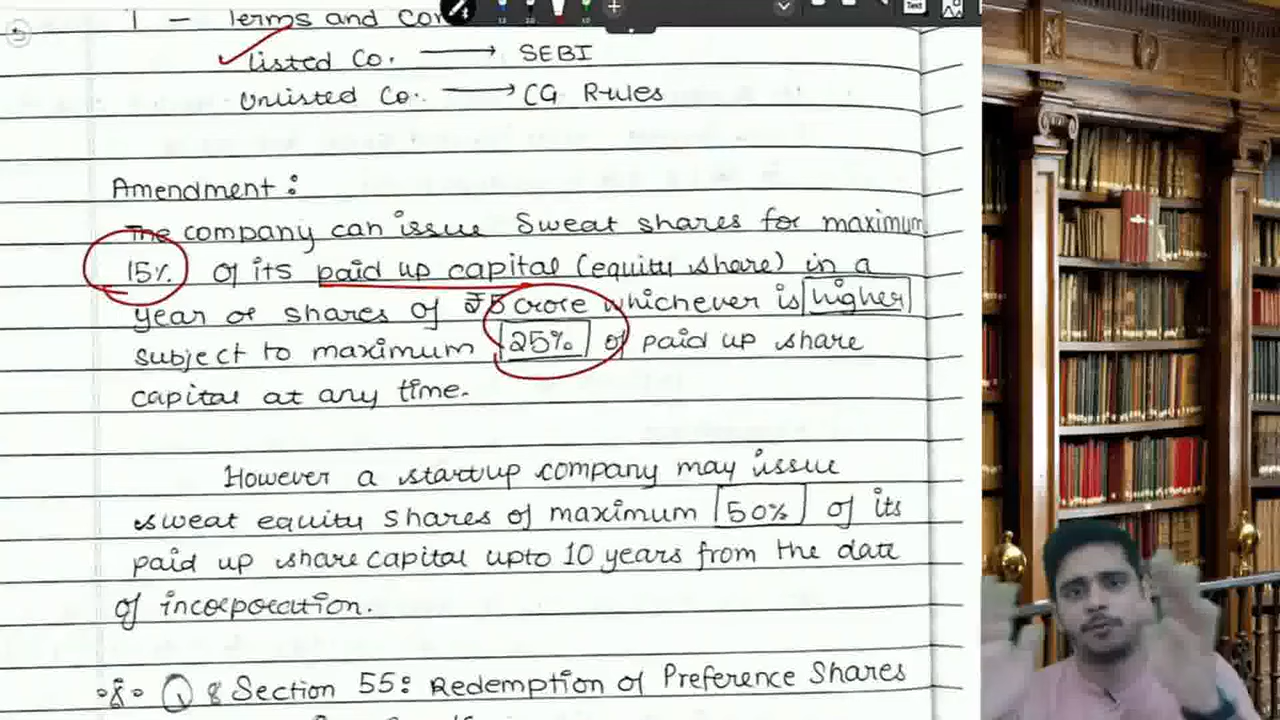 1 - Terms and Con
listed Co. → SEBI
Unlisted Co. → CG Rules
Amendment :
The company can issue Sweat shares for maximum
15% of its paid up capital (equity share) in a
year or shares of ₹5 crore whichever is higher
subject to maximum 25% of paid up share
capital at any time.
However a startup company may issue
sweat equity shares of maximum 50% of its
paid up share capital upto 10 years from the date
of incorporation.
Q 8 Section 55: Redemption of Preference Shares